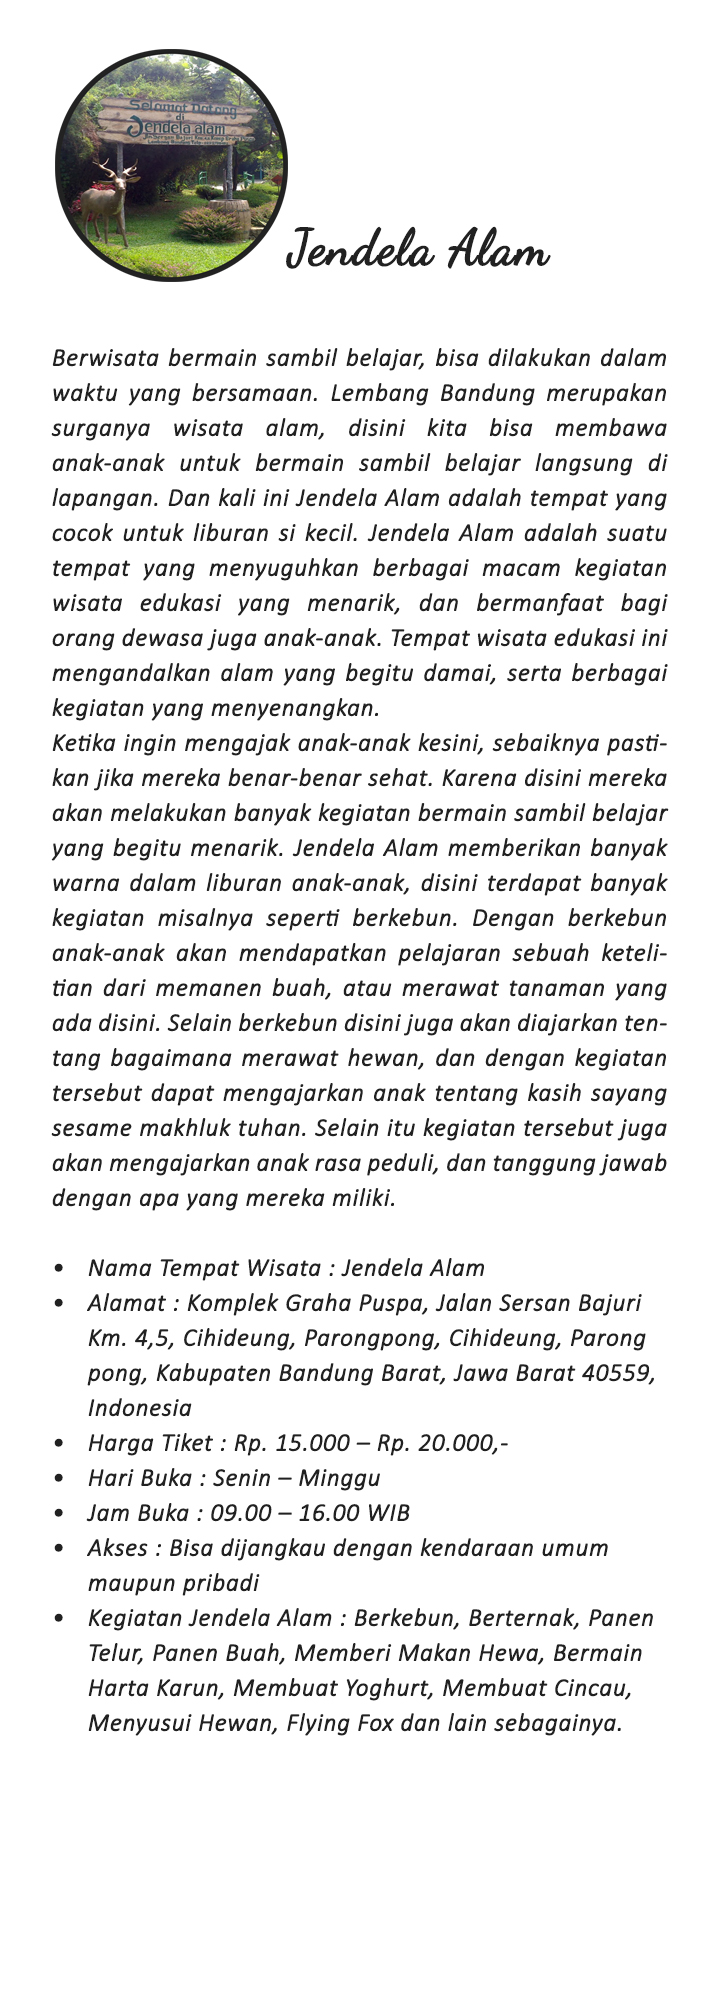 Selamat Datang
di
Jendela alam
Jendela Alam
Berwisata bermain sambil belajar, bisa dilakukan dalam
waktu yang bersamaan. Lembang Bandung merupakan
surganya wisata alam, disini kita bisa membawa
anak-anak untuk bermain sambil belajar langsung di
lapangan. Dan kali ini Jendela Alam adalah tempat yang
cocok untuk liburan si kecil. Jendela Alam adalah suatu
tempat yang menyuguhkan berbagai macam kegiatan
wisata edukasi yang menarik, dan bermanfaat bagi
orang dewasa juga anak-anak. Tempat wisata edukasi ini
mengandalkan alam yang begitu damai, serta berbagai
kegiatan yang menyenangkan.
Ketika ingin mengajak anak-anak kesini, sebaiknya pasti-
kan jika mereka benar-benar sehat. Karena disini mereka
akan melakukan banyak kegiatan bermain sambil belajar
yang begitu menarik. Jendela Alam memberikan banyak
warna dalam liburan anak-anak, disini terdapat banyak
kegiatan misalnya seperti berkebun. Dengan berkebun
anak-anak akan mendapatkan pelajaran sebuah keteli-
tian dari memanen buah, atau merawat tanaman yang
ada disini. Selain berkebun disini juga akan diajarkan ten-
tang bagaimana merawat hewan, dan dengan kegiatan
tersebut dapat mengajarkan anak tentang kasih sayang
sesame makhluk tuhan. Selain itu kegiatan tersebut juga
akan mengajarkan anak rasa peduli, dan tanggung jawab
dengan apa yang mereka miliki.
• Nama Tempat Wisata : Jendela Alam
• Alamat : Komplek Graha Puspa, Jalan Sersan Bajuri
Km. 4,5, Cihideung, Parongpong, Cihideung, Parong
pong, Kabupaten Bandung Barat, Jawa Barat 40559,
Indonesia
• Harga Tiket : Rp. 15.000 – Rp. 20.000,-
• Hari Buka : Senin – Minggu
• Jam Buka : 09.00 – 16.00 WIB
• Akses : Bisa dijangkau dengan kendaraan umum
maupun pribadi
• Kegiatan Jendela Alam : Berkebun, Berternak, Panen
Telur, Panen Buah, Memberi Makan Hewa, Bermain
Harta Karun, Membuat Yoghurt, Membuat Cincau,
Menyusui Hewan, Flying Fox dan lain sebagainya.